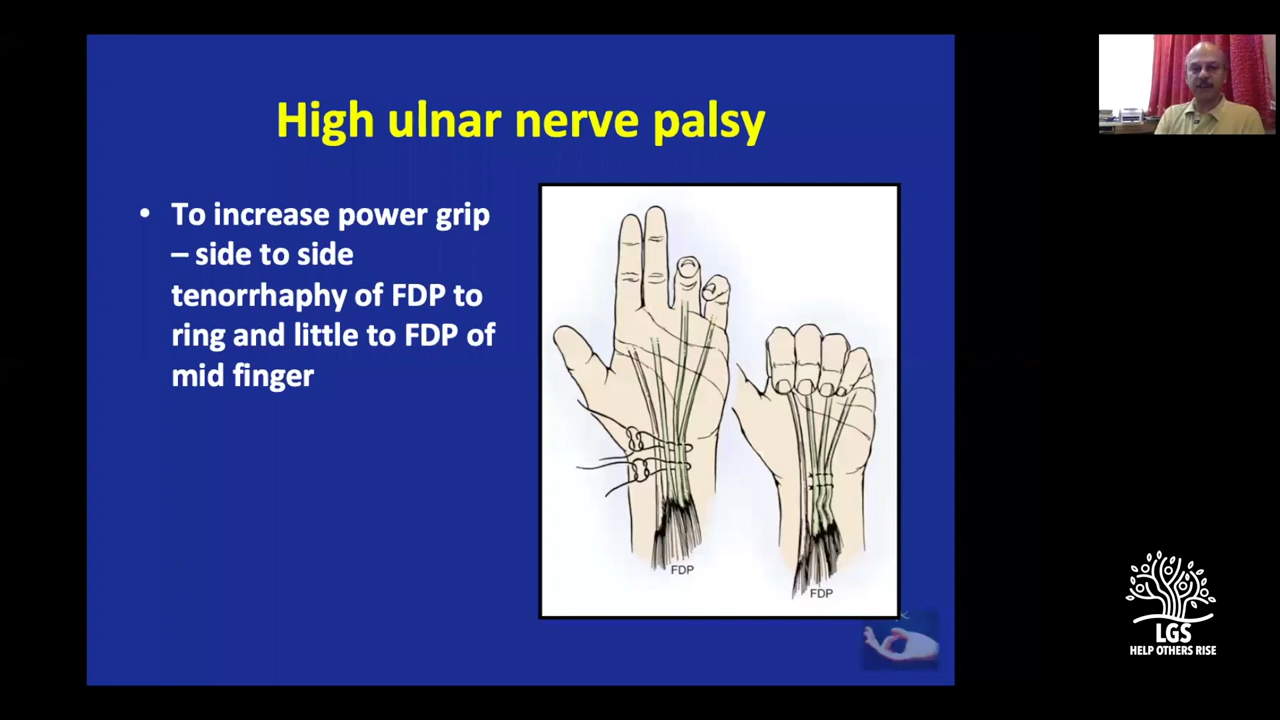 High ulnar nerve palsy
• To increase power grip
– side to side
tenorrhaphy of FDP to
ring and little to FDP of
mid finger
FDP
FDP
LGS
HELP OTHERS RISE